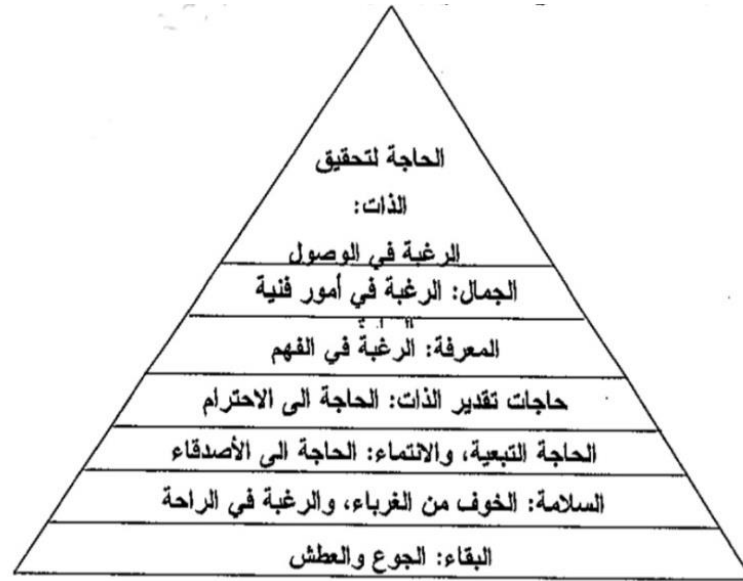 الحاجة لتحقيق
الذات:
الرغبة في الوصول
الجمال: الرغبة في أمور فنية
المعرفة: الرغبة في الفهم
حاجات تقدير الذات: الحاجة الى الاحترام
الحاجة التبعية، والانتماء: الحاجة الى الأصدقاء
السلامة: الخوف من الغرباء، والرغبة في الراحة
البقاء: الجوع والعطش